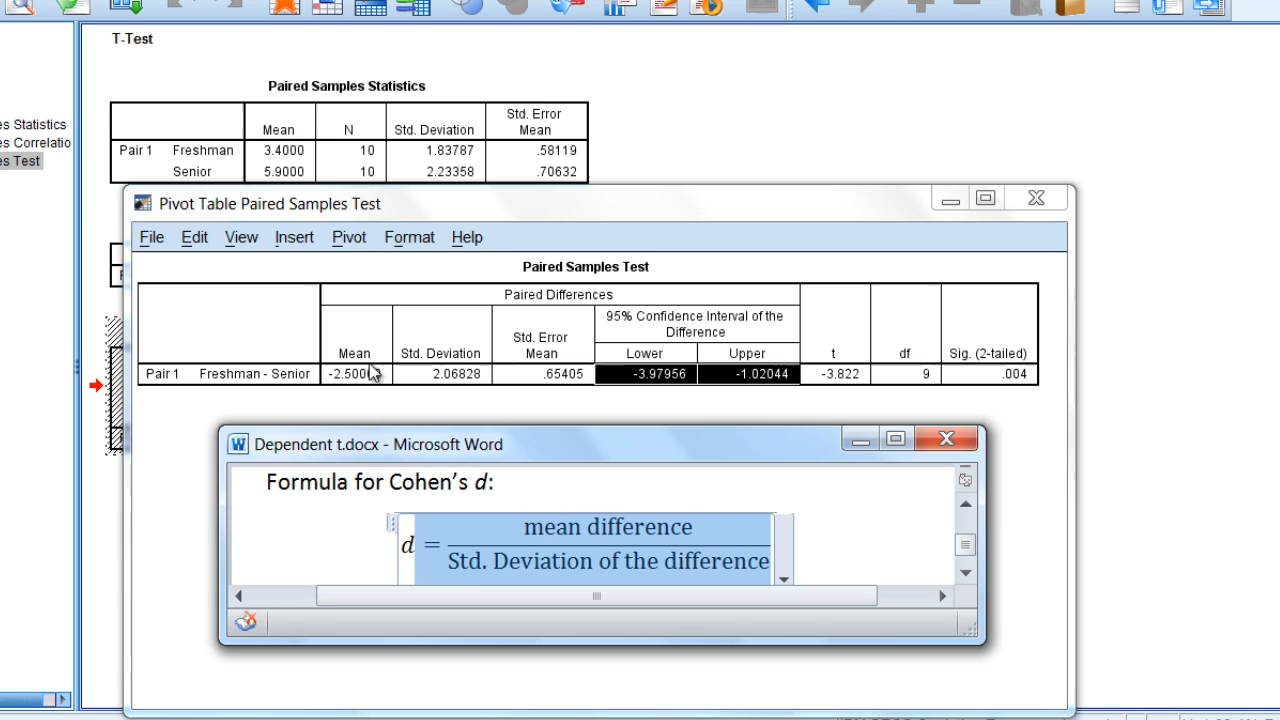 T-Test
Paired Samples Statistics
Mean N Std. Deviation Std. Error Mean
Pair 1 Freshman 3.4000 10 1.83787 .58119
Senior 5.9000 10 2.23358 .70632
es Statistics
es Correlatio
es Test
Pivot Table Paired Samples Test
File Edit View Insert Pivot Format Help
Paired Samples Test
Paired Differences
95% Confidence Interval of the Difference
Mean Std. Deviation Std. Error Mean Lower Upper t df Sig. (2-tailed)
Pair 1 Freshman - Senior -2.5000 2.06828 .65405 -3.97956 -1.02044 -3.822 9 .004
Dependent t.docx - Microsoft Word
Formula for Cohen's d:
d = mean difference
Std. Deviation of the difference